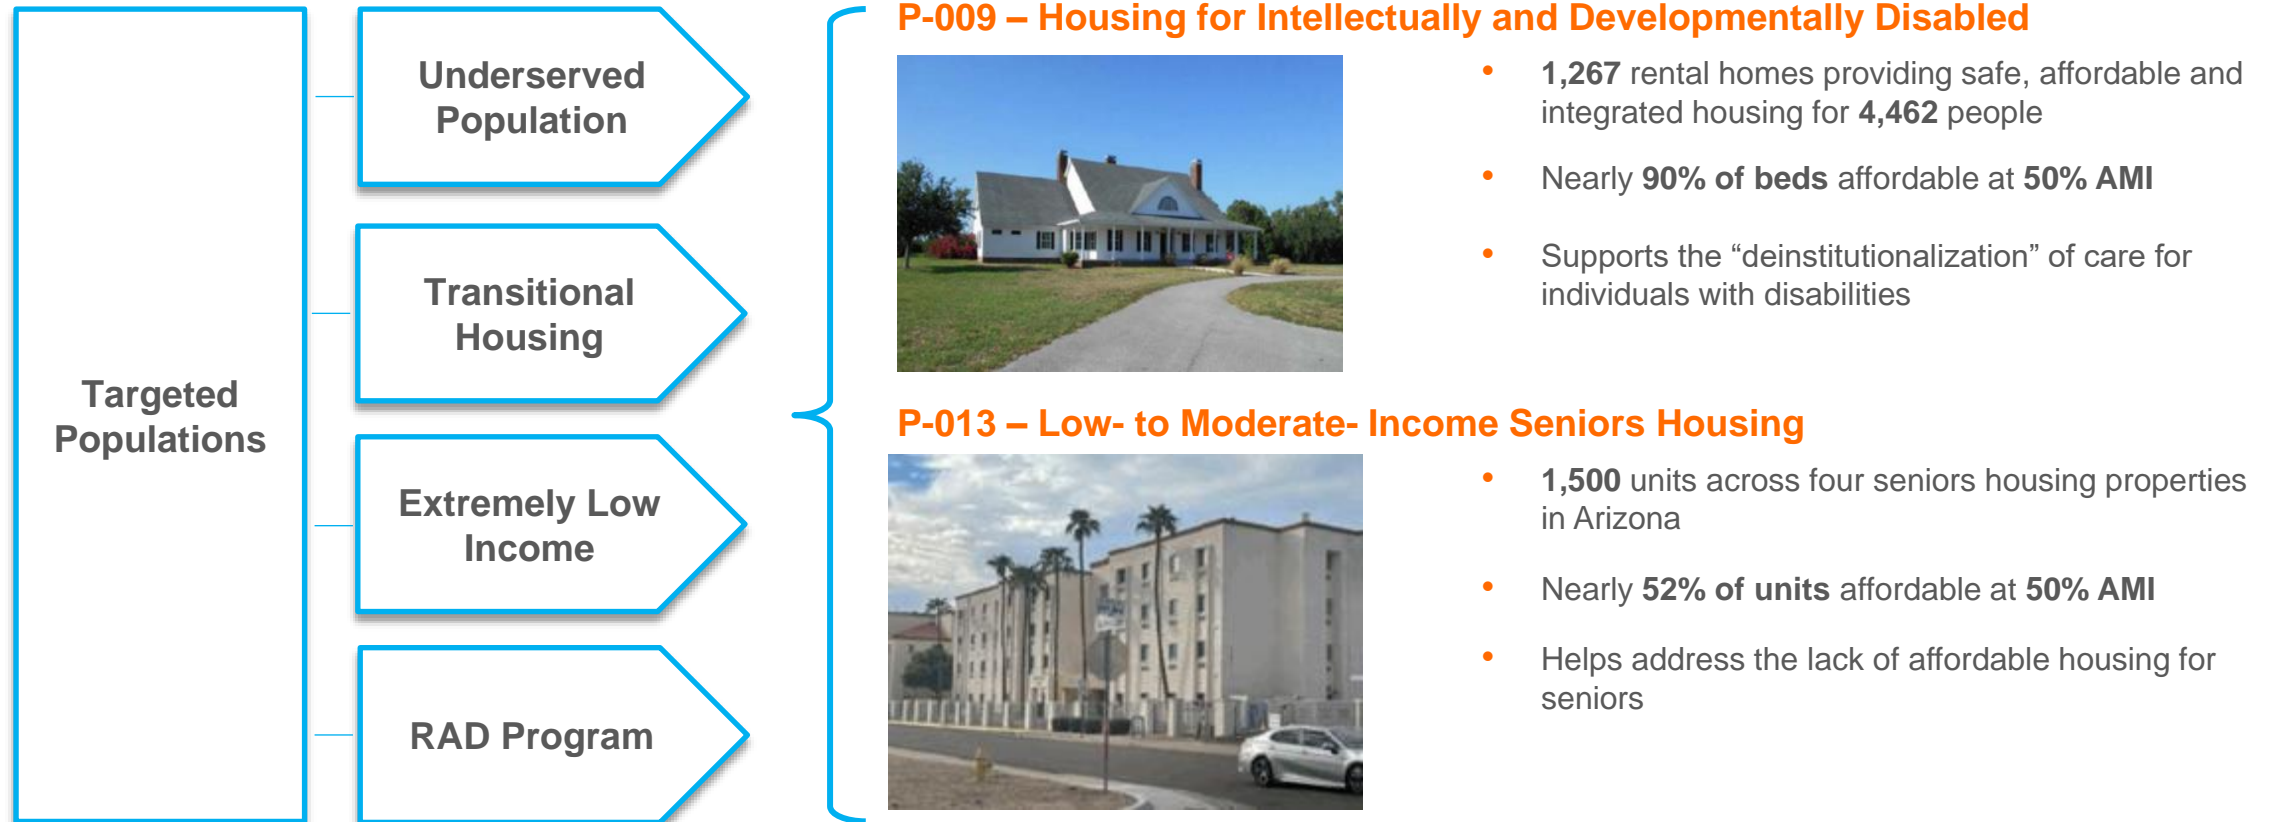 Targeted
Populations
Underserved
Population
Transitional
Housing
Extremely Low
Income
RAD Program
P-009 – Housing for Intellectually and Developmentally Disabled
• 1,267 rental homes providing safe, affordable and
integrated housing for 4,462 people
• Nearly 90% of beds affordable at 50% AMI
• Supports the “deinstitutionalization” of care for
individuals with disabilities
P-013 – Low- to Moderate- Income Seniors Housing
• 1,500 units across four seniors housing properties
in Arizona
• Nearly 52% of units affordable at 50% AMI
• Helps address the lack of affordable housing for
seniors